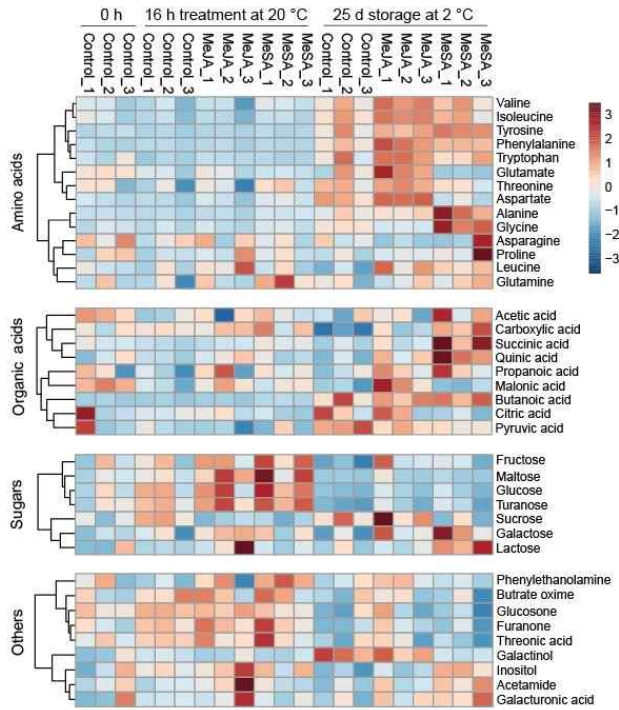 0 h 16 h treatment at 20 °C 25 d storage at 2 °C
Control_1 Control_2 Control_3 Control_1 Control_2 Control_3 MeJA_1 MeJA_2 MeJA_3 MeSA_1 MeSA_2 MeSA_3 Control_1 Control_2 Control_3 MeJA_1 MeJA_2 MeJA_3 MeSA_1 MeSA_2 MeSA_3
Amino acids
Valine
Isoleucine
Tyrosine
Phenylalanine
Tryptophan
Glutamate
Threonine
Aspartate
Alanine
Glycine
Asparagine
Proline
Leucine
Glutamine
3
2
1
0
-1
-2
-3
Organic acids
Acetic acid
Carboxylic acid
Succinic acid
Quinic acid
Propanoic acid
Malonic acid
Butanoic acid
Citric acid
Pyruvic acid
Sugars
Fructose
Maltose
Glucose
Turanose
Sucrose
Galactose
Lactose
Others
Phenylethanolamine
Butrate oxime
Glucosone
Furanone
Threonic acid
Galactinol
Inositol
Acetamide
Galacturonic acid